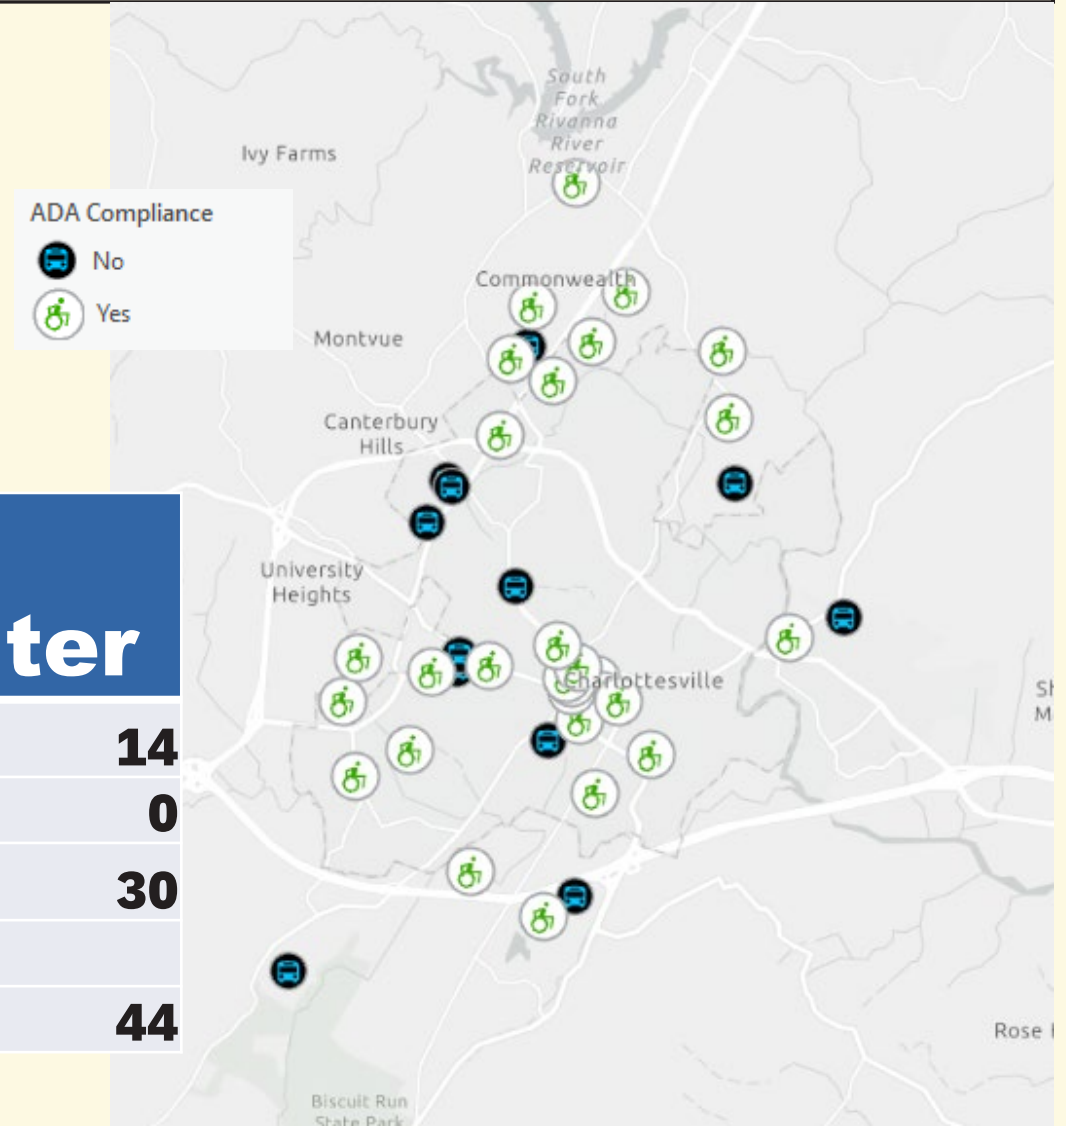 South
Fork
Rivanna
River
Reservoir
Ivy Farms
ADA Compliance
No
Yes
Commonwealth
Montvue
Canterbury
Hills
University
Heights
ter
Charlottesville
14
0
30
44
Rose
Biscuit Run
State Park